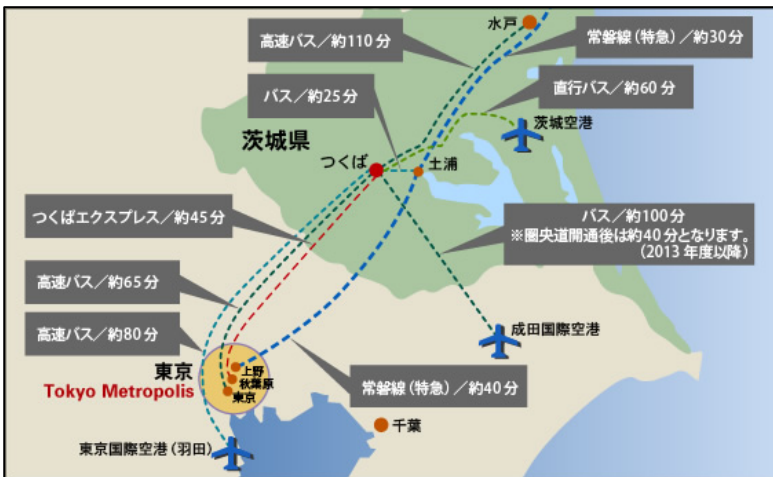 水戸
高速バス／約110分
常磐線（特急）／約30分
バス／約25分
直行バス／約60分
茨城空港
茨城県
つくば
土浦
つくばエクスプレス／約45分
バス／約100分
※圏央道開通後は約40分となります。
（2013年度以降）
高速バス／約65分
高速バス／約80分
成田国際空港
東京
Tokyo Metropolis
上野
秋葉原
東京
常磐線（特急）／約40分
千葉
東京国際空港（羽田）